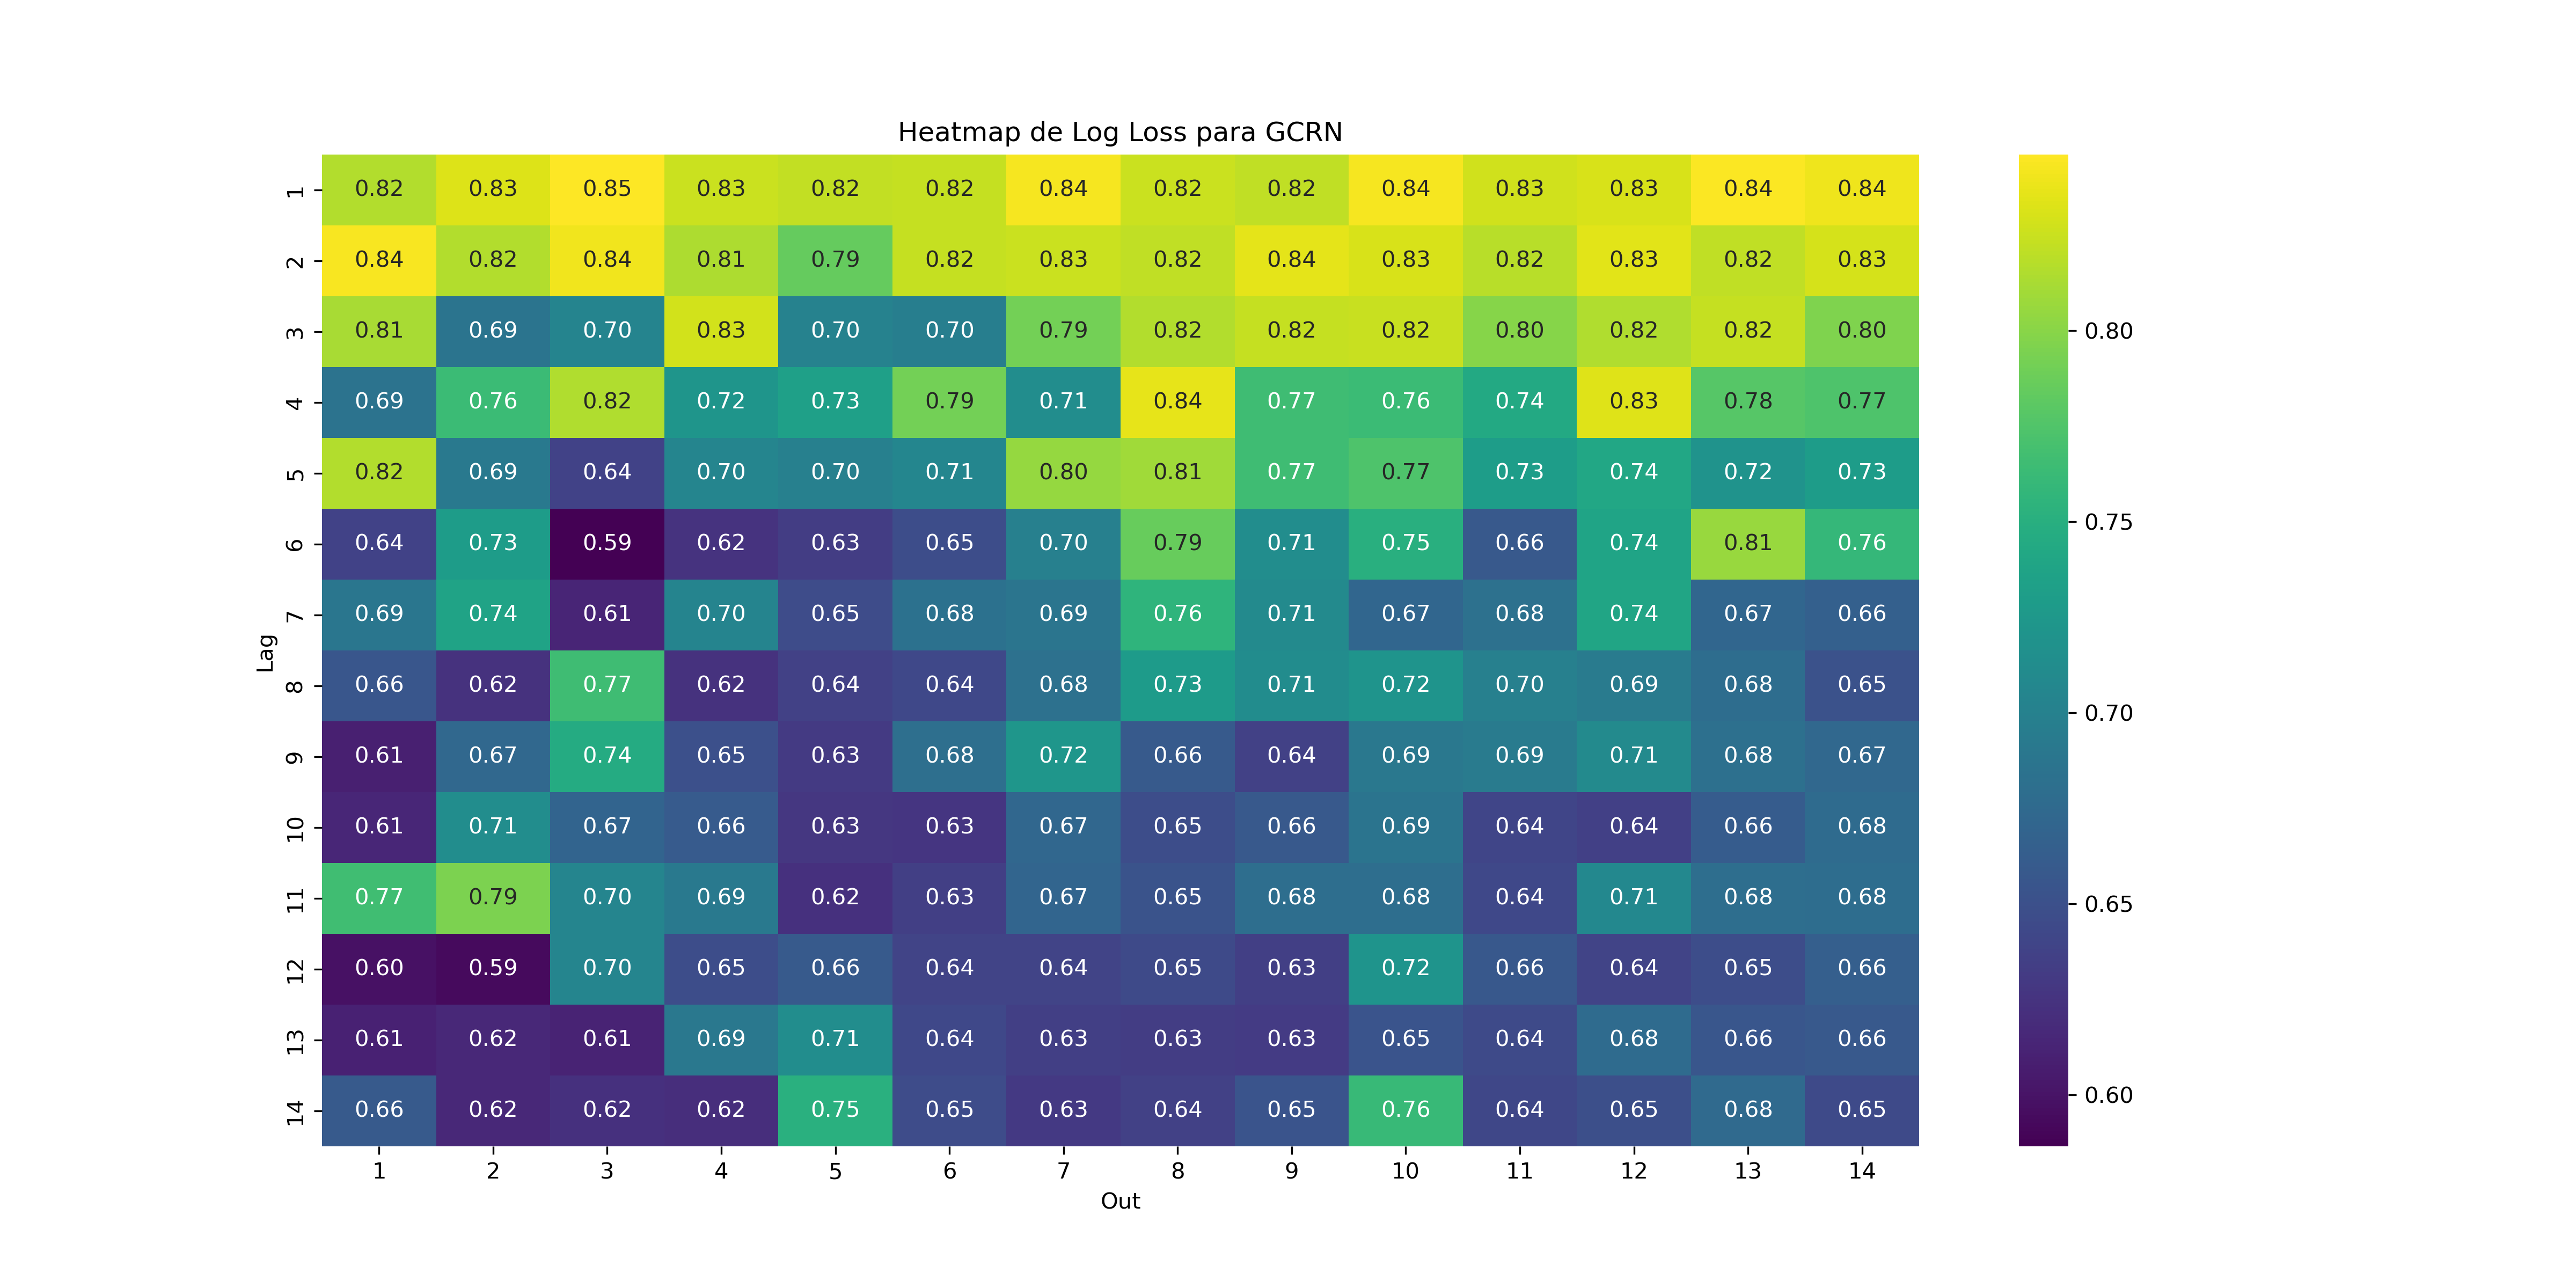 Heatmap de Log Loss para GCRN
1 0.82 0.83 0.85 0.83 0.82 0.82 0.84 0.82 0.82 0.84 0.83 0.83 0.84 0.84
2 0.84 0.82 0.84 0.81 0.79 0.82 0.83 0.82 0.84 0.83 0.82 0.83 0.82 0.83
3 0.81 0.69 0.70 0.83 0.70 0.70 0.79 0.82 0.82 0.82 0.80 0.82 0.82 0.80
4 0.69 0.76 0.82 0.72 0.73 0.79 0.71 0.84 0.77 0.76 0.74 0.83 0.78 0.77
5 0.82 0.69 0.64 0.70 0.70 0.71 0.80 0.81 0.77 0.77 0.73 0.74 0.72 0.73
6 0.64 0.73 0.59 0.62 0.63 0.65 0.70 0.79 0.71 0.75 0.66 0.74 0.81 0.76
7 0.69 0.74 0.61 0.70 0.65 0.68 0.69 0.76 0.71 0.67 0.68 0.74 0.67 0.66
8 0.66 0.62 0.77 0.62 0.64 0.64 0.68 0.73 0.71 0.72 0.70 0.69 0.68 0.65
9 0.61 0.67 0.74 0.65 0.63 0.68 0.72 0.66 0.64 0.69 0.69 0.71 0.68 0.67
10 0.61 0.71 0.67 0.66 0.63 0.63 0.67 0.65 0.66 0.69 0.64 0.64 0.66 0.68
11 0.77 0.79 0.70 0.69 0.62 0.63 0.67 0.65 0.68 0.68 0.64 0.71 0.68 0.68
12 0.60 0.59 0.70 0.65 0.66 0.64 0.64 0.65 0.63 0.72 0.66 0.64 0.65 0.66
13 0.61 0.62 0.61 0.69 0.71 0.64 0.63 0.63 0.63 0.65 0.64 0.68 0.66 0.66
14 0.66 0.62 0.62 0.62 0.75 0.65 0.63 0.64 0.65 0.76 0.64 0.65 0.68 0.65
1 2 3 4 5 6 7 8 9 10 11 12 13 14
Out
Lag
0.80
0.75
0.70
0.65
0.60